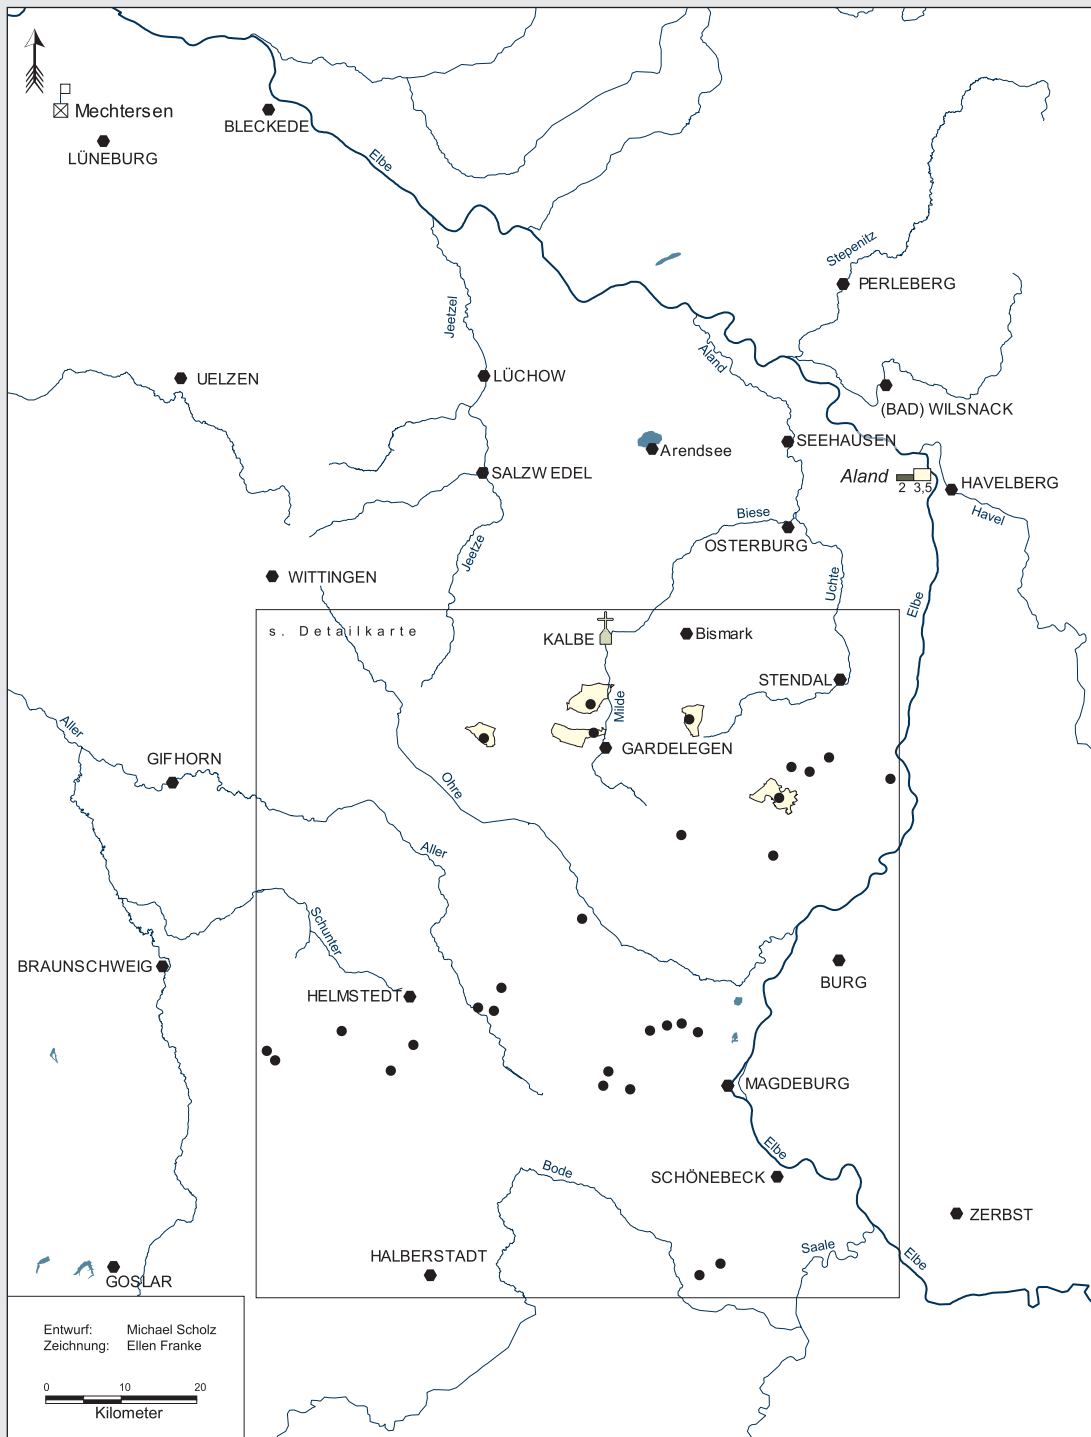 Mechtersen
LÜNEBURG
BLECKEDE
Elbe
Stepenitz
PERLEBERG
Jeetzel
Aland
UELZEN
LÜCHOW
(BAD) WILSNACK
SEEHAUSEN
Arendsee
SALZWEDEL
Aland
2 3,5
HAVELBERG
Havel
Biese
OSTERBURG
Jeetze
WITTINGEN
Uchte
Elbe
s. Detailkarte
KALBE
Bismark
STENDAL
Milde
Aller
GARDELEGEN
GIFHORN
Ohre
Aller
Schunter
BRAUNSCHWEIG
BURG
HELMSTEDT
MAGDEBURG
Elbe
Bode
SCHÖNEBECK
ZERBST
HALBERSTADT
Saale
Elbe
GOSLAR
Entwurf: Michael Scholz
Zeichnung: Ellen Franke
0 10 20
Kilometer